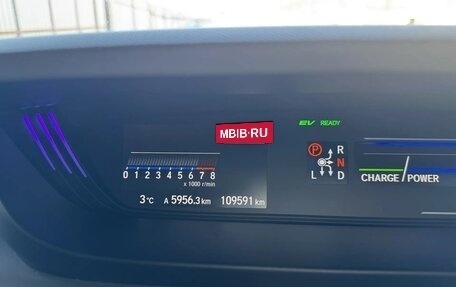 MBIB·RU
EV READY
P R
N
L D
0 1 2 3 4 5 6 7 8
x 1000 r/min
CHARGE POWER
3°C A 5956.3 km 109591 km